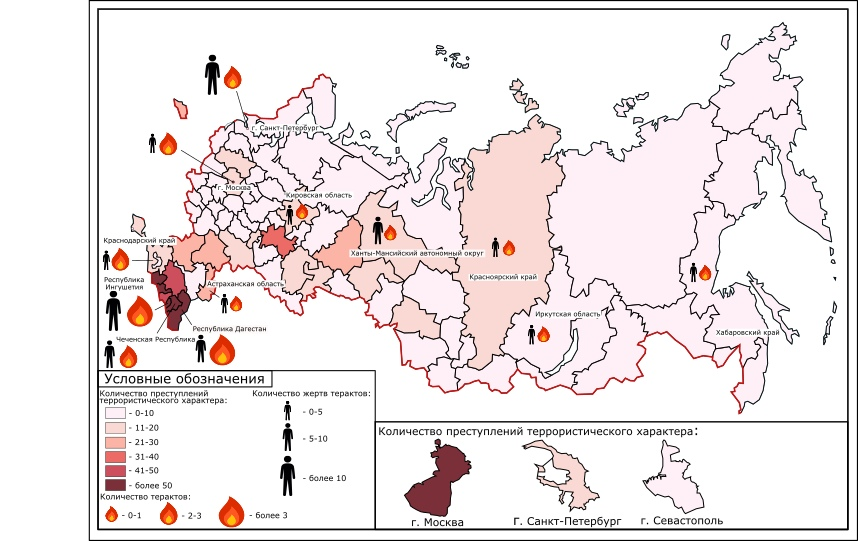 г. Санкт-Петербург
г. Москва
Кировская область
Краснодарский край
Ханты-Мансийский автономный округ
Красноярский край
Республика
Ингушетия
Астраханская область
Иркутская область
Республика Дагестан
Хабаровский край
Чеченская Республика
Условные обозначения
Количество преступлений
террористического характера:
- 0-10
- 11-20
- 21-30
- 31-40
- 41-50
- более 50
Количество терактов:
- 0-1
- 2-3
- более 3
Количество жертв терактов:
- 0-5
- 5-10
- более 10
Количество преступлений террористического характера:
г. Москва
Г. Санкт-Петербург
г. Севастополь